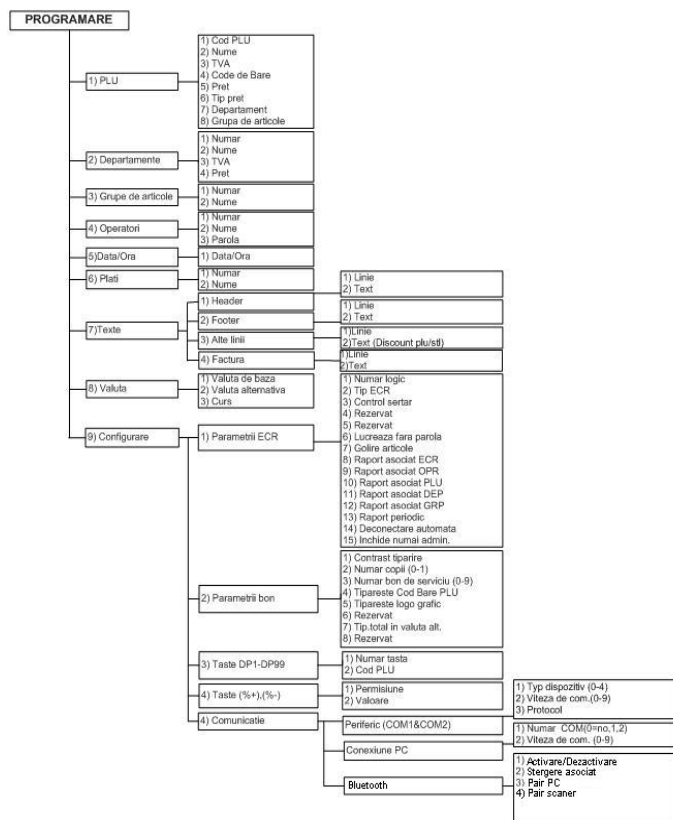 PROGRAMARE
1) PLU
1) Cod PLU
2) Nume
3) TVA
4) Code de Bare
5) Pret
6) Tip pret
7) Departament
8) Grupa de articole
2) Departamente
1) Numar
2) Nume
3) TVA
4) Pret
3) Grupe de articole
1) Numar
2) Nume
4) Operatori
1) Numar
2) Nume
3) Parola
5)Data/Ora
1) Data/Ora
6) Plati
1) Numar
2) Nume
7)Texte
1) Header
1) Linie
2) Text
2) Footer
1) Linie
2) Text
3) Alte linii
1)Linie
2)Text (Discount plu/stl)
4) Factura
1)Linie
2)Text
8) Valuta
1) Valuta de baza
2) Valuta alternativa
3) Curs
9) Configurare
1) Parametrii ECR
1) Numar logic
2) Tip ECR
3) Control sertar
4) Rezervat
5) Rezervat
6) Lucreaza fara parola
7) Golire articole
8) Raport asociat ECR
9) Raport asociat OPR
10) Raport asociat PLU
11) Raport asociat DEP
12) Raport asociat GRP
13) Raport periodic
14) Deconectare automata
15) Inchide numai admin.
2) Parametrii bon
1) Contrast tiparire
2) Numar copii (0-1)
3) Numar bon de serviciu (0-9)
4) Tipareste Cod Bare PLU
5) Tipareste logo grafic
6) Rezervat
7) Tip.total in valuta alt.
8) Rezervat
3) Taste DP1-DP99
1) Numar tasta
2) Cod PLU
4) Taste (%+),(%-)
1) Permisiune
2) Valoare
4) Comunicatie
Periferic (COM1&COM2)
1) Typ dispozitiv (0-4)
2) Viteza de com.(0-9)
3) Protocol
Conexiune PC
1) Numar COM(0=no,1,2)
2) Viteza de com. (0-9)
Bluetooth
1) Activare/Dezactivare
2) Stergere asociat
3) Pair PC
4) Pair scaner